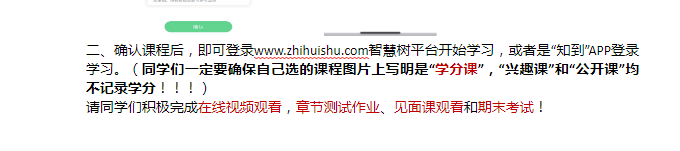 确认
二、确认课程后，即可登录www.zhihuishu.com智慧树平台开始学习，或者是“知到”APP登录
学习。（同学们一定要确保自己选的课程图片上写明是“学分课”，“兴趣课”和“公开课”均
不记录学分！！！）
请同学们积极完成在线视频观看，章节测试作业、见面课观看和期末考试！